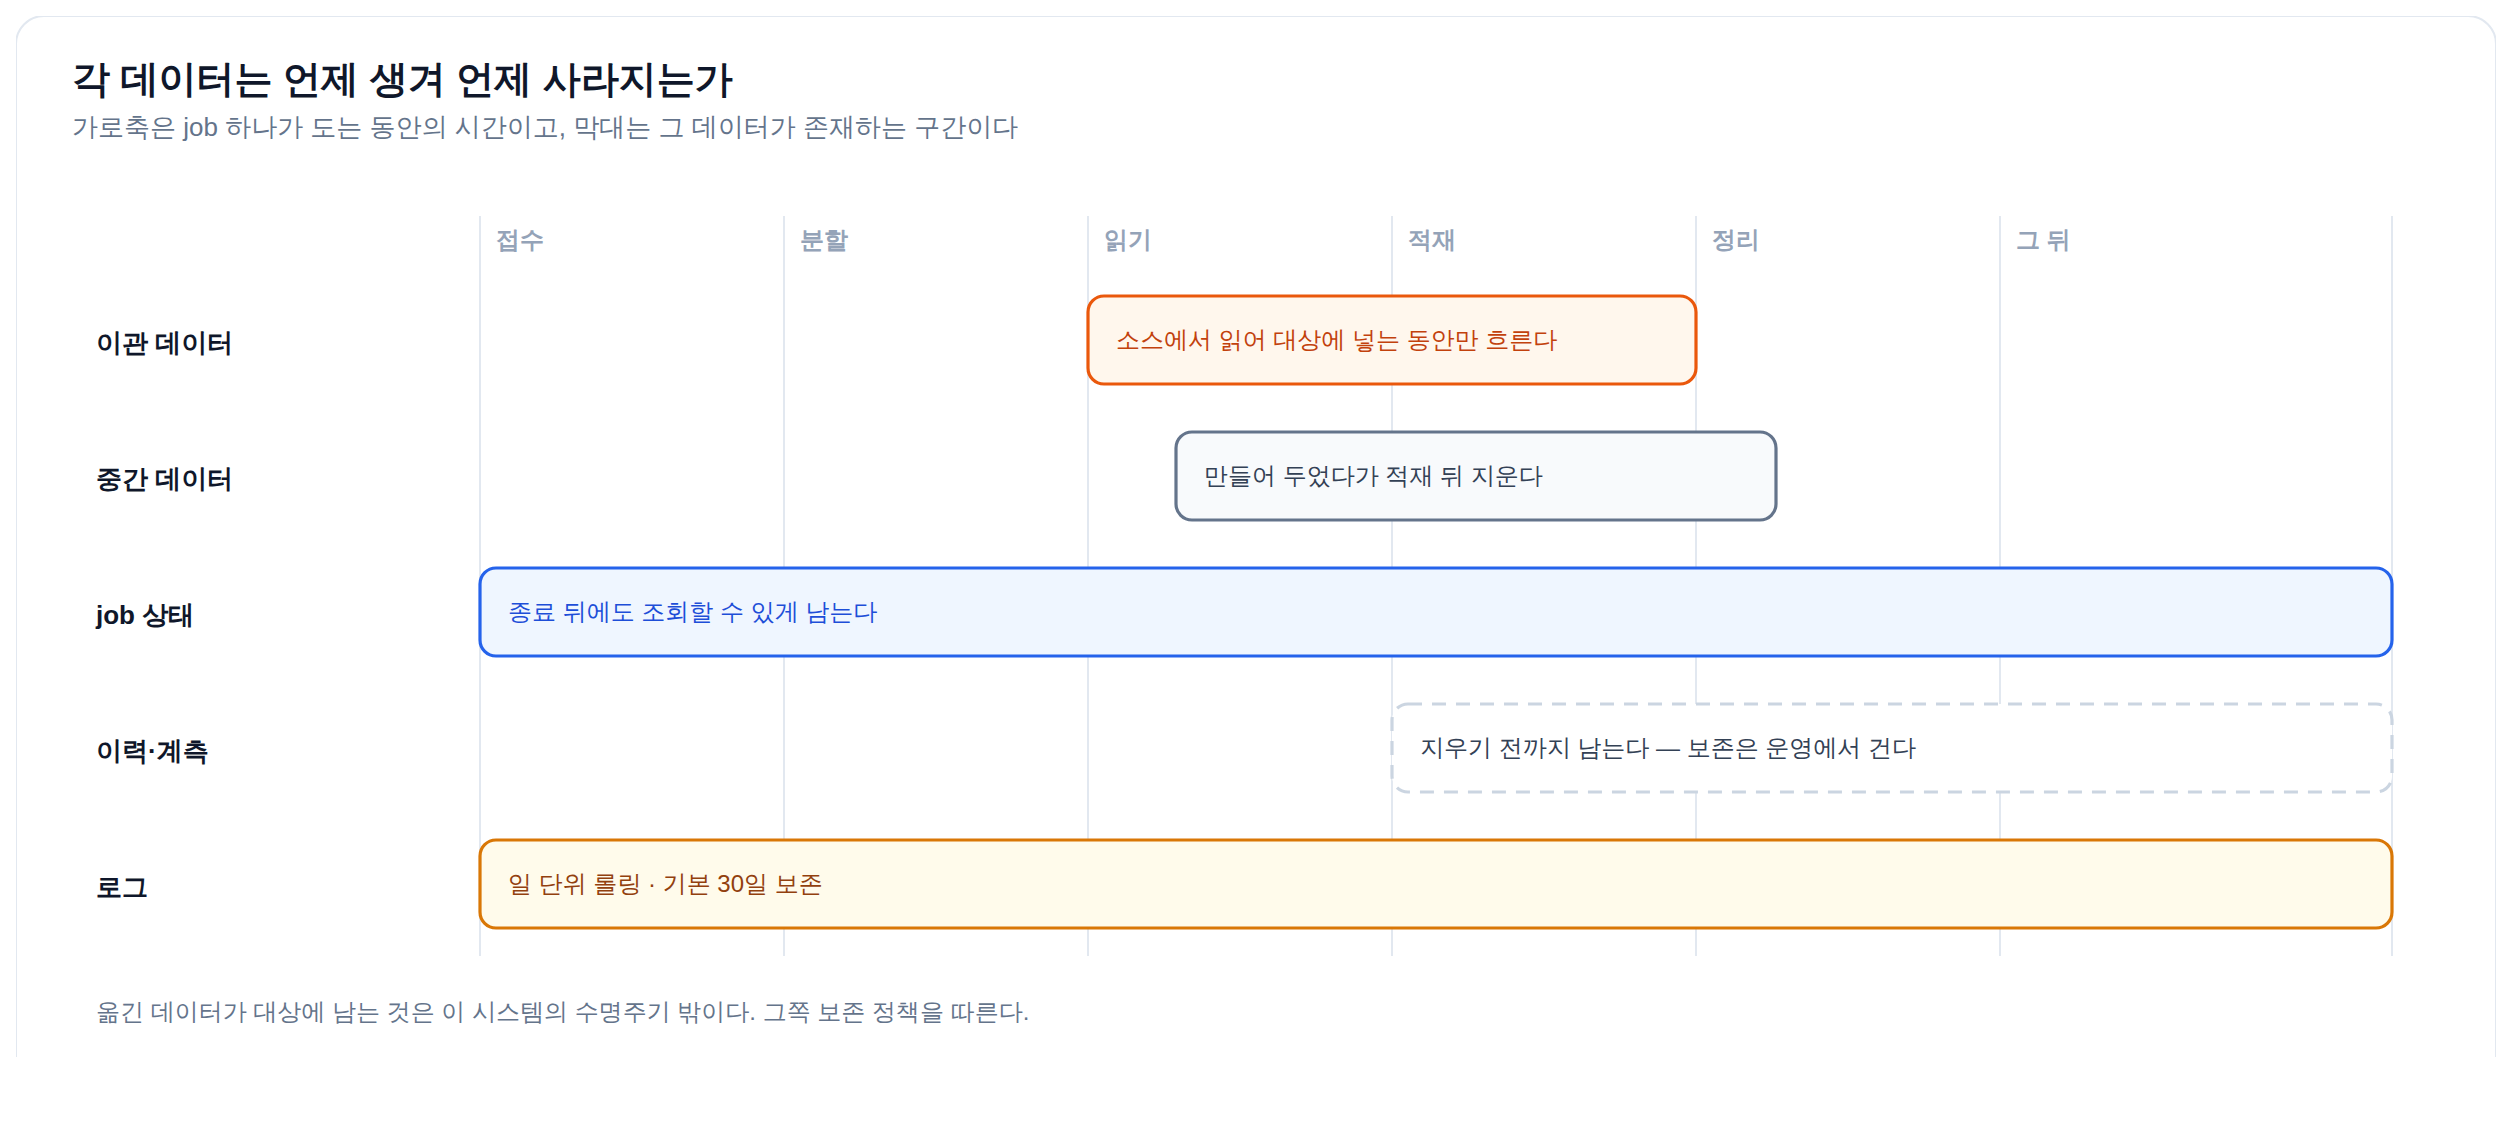 각 데이터는 언제 생겨 언제 사라지는가
가로축은 job 하나가 도는 동안의 시간이고, 막대는 그 데이터가 존재하는 구간이다
접수
분할
읽기
적재
정리
그 뒤
이관 데이터
소스에서 읽어 대상에 넣는 동안만 흐른다
중간 데이터
만들어 두었다가 적재 뒤 지운다
job 상태
종료 뒤에도 조회할 수 있게 남는다
이력·계측
지우기 전까지 남는다 — 보존은 운영에서 건다
로그
일 단위 롤링 · 기본 30일 보존
옮긴 데이터가 대상에 남는 것은 이 시스템의 수명주기 밖이다. 그쪽 보존 정책을 따른다.